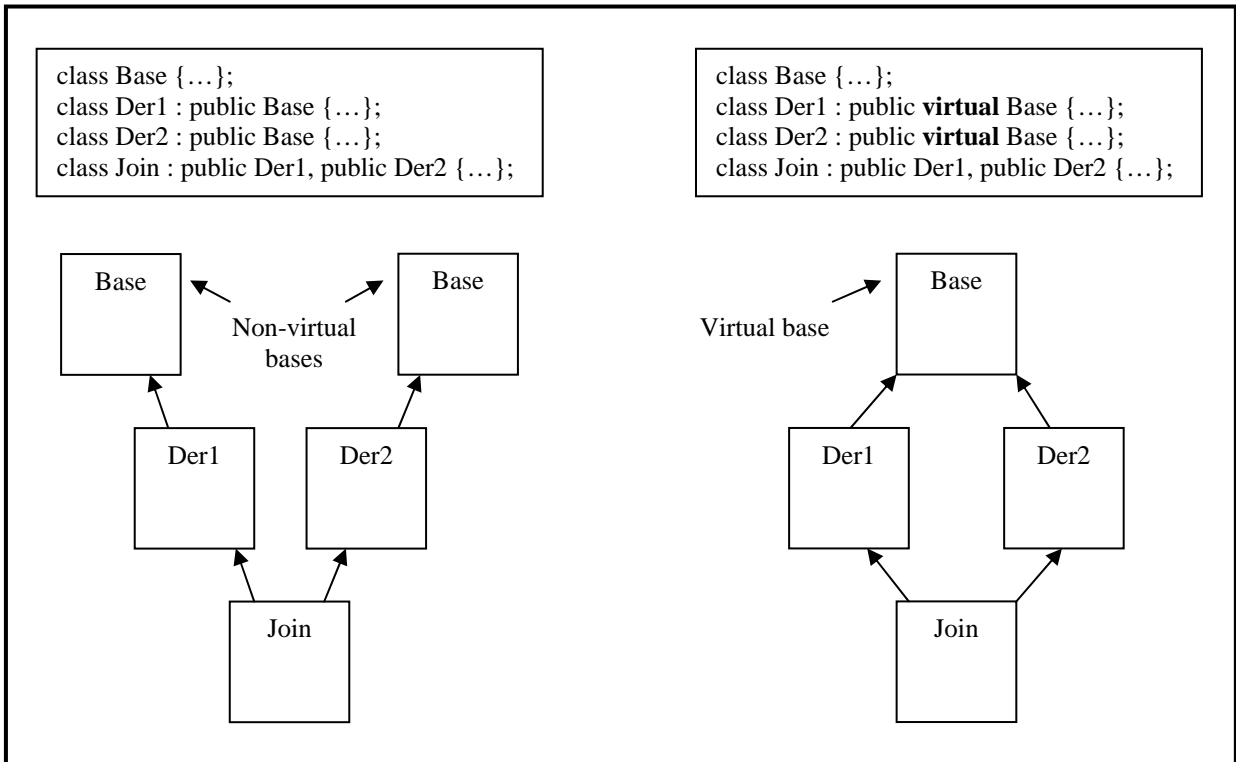 class Base {…};
class Der1 : public Base {…};
class Der2 : public Base {…};
class Join : public Der1, public Der2 {…};
Base
Base
Non-virtual
bases
Der1
Der2
Join
class Base {…};
class Der1 : public virtual Base {…};
class Der2 : public virtual Base {…};
class Join : public Der1, public Der2 {…};
Base
Virtual base
Der1
Der2
Join